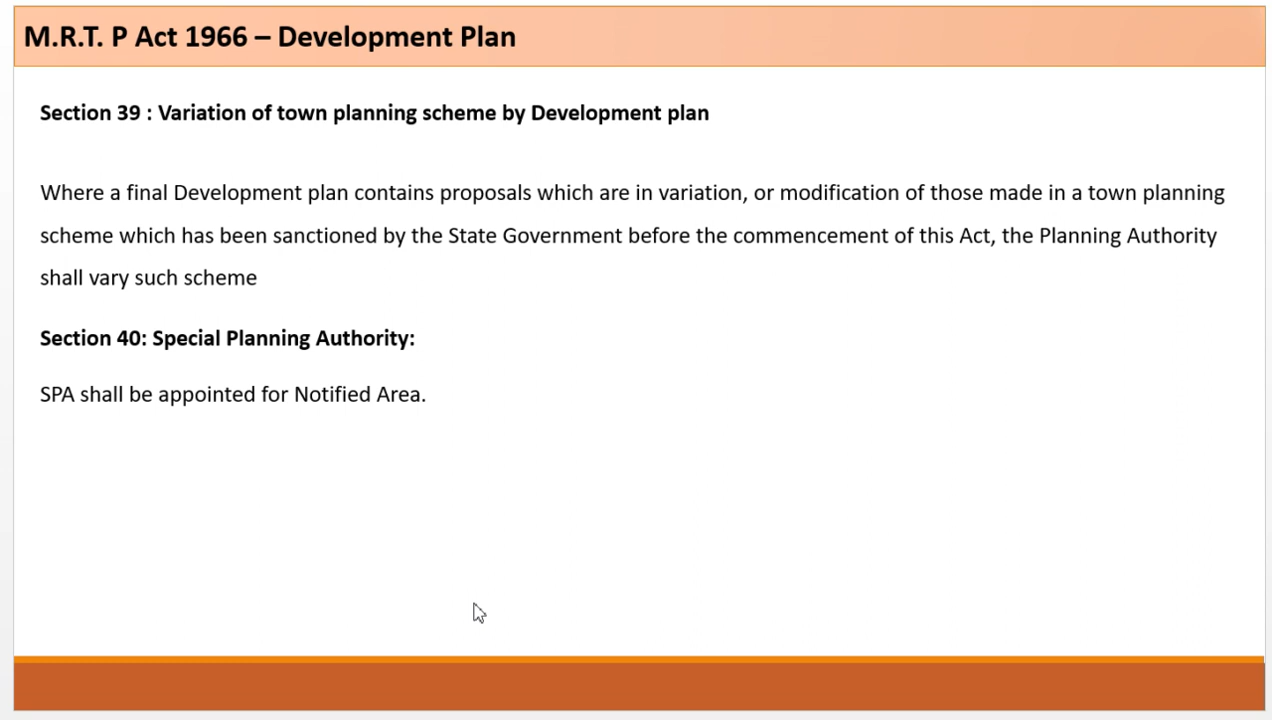 M.R.T. P Act 1966 – Development Plan
Section 39 : Variation of town planning scheme by Development plan
Where a final Development plan contains proposals which are in variation, or modification of those made in a town planning
scheme which has been sanctioned by the State Government before the commencement of this Act, the Planning Authority
shall vary such scheme
Section 40: Special Planning Authority:
SPA shall be appointed for Notified Area.